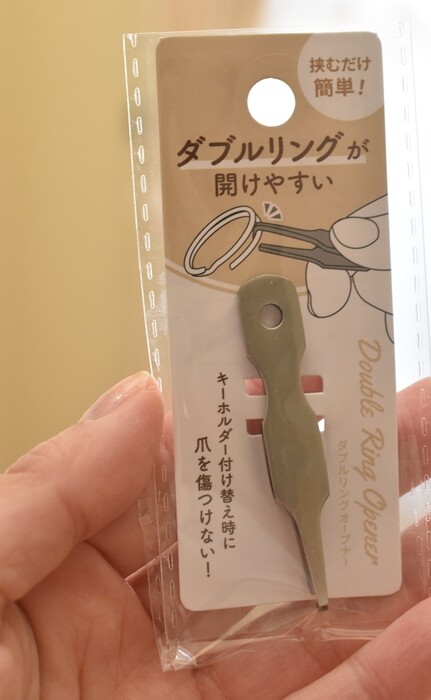 挟むだけ
簡単!
ダブルリングが
開けやすい
キーホルダー付け替え時に
爪を傷つけない!
Double Ring Opener
ダブルリングオープナー